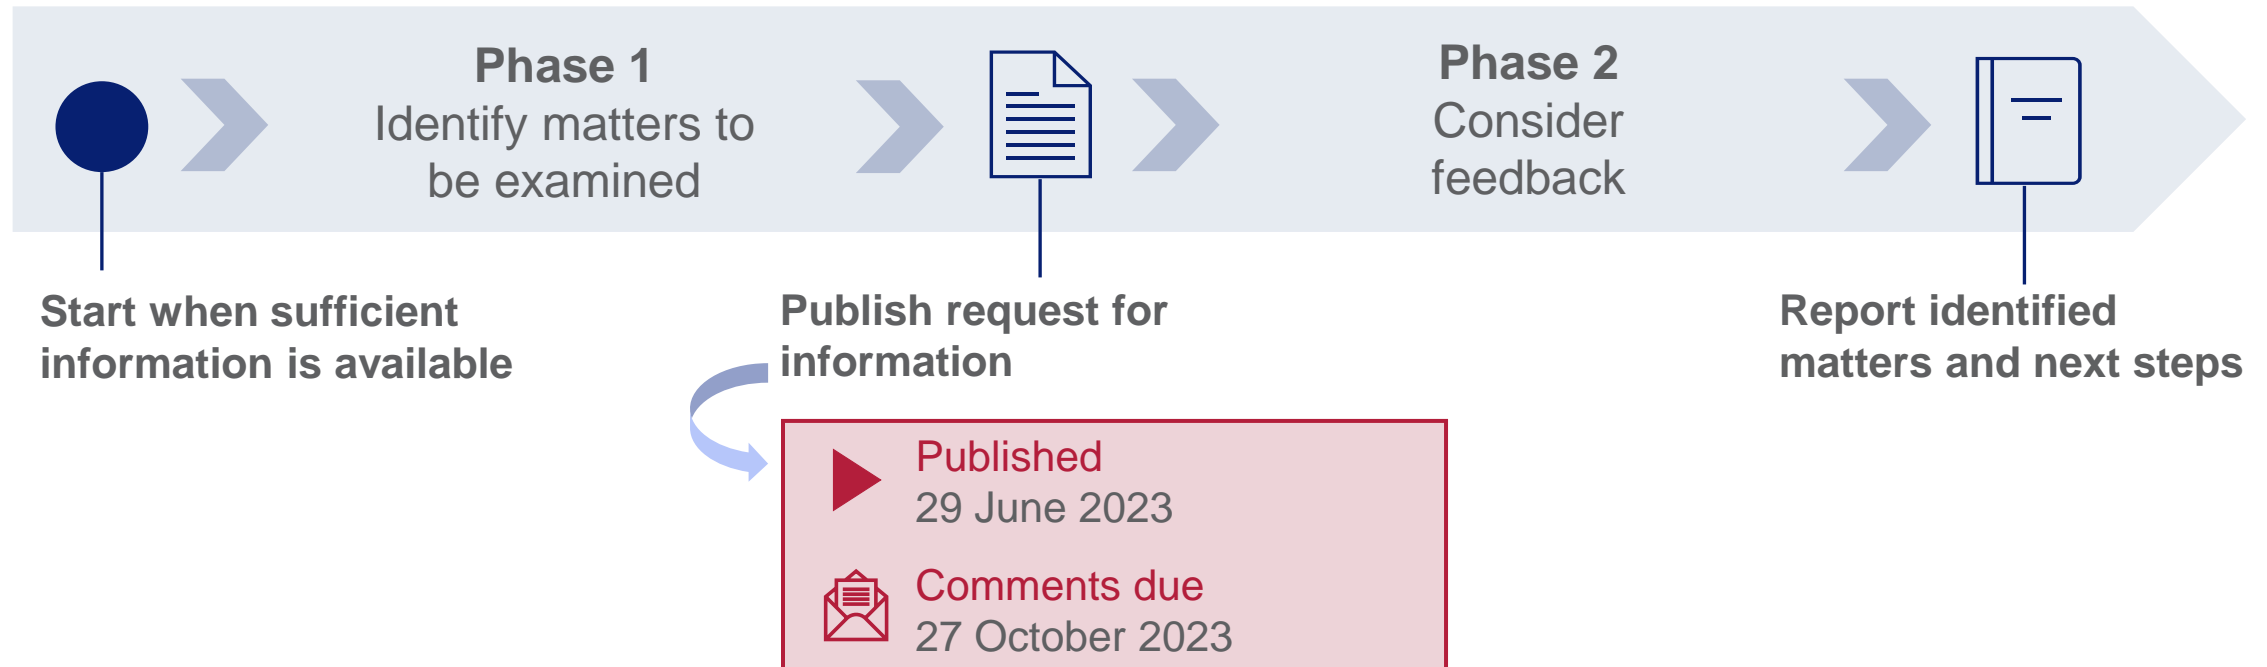 Phase 1
Identify matters to
be examined
Phase 2
Consider
feedback
Start when sufficient
information is available
Publish request for
information
Report identified
matters and next steps
Published
29 June 2023
Comments due
27 October 2023